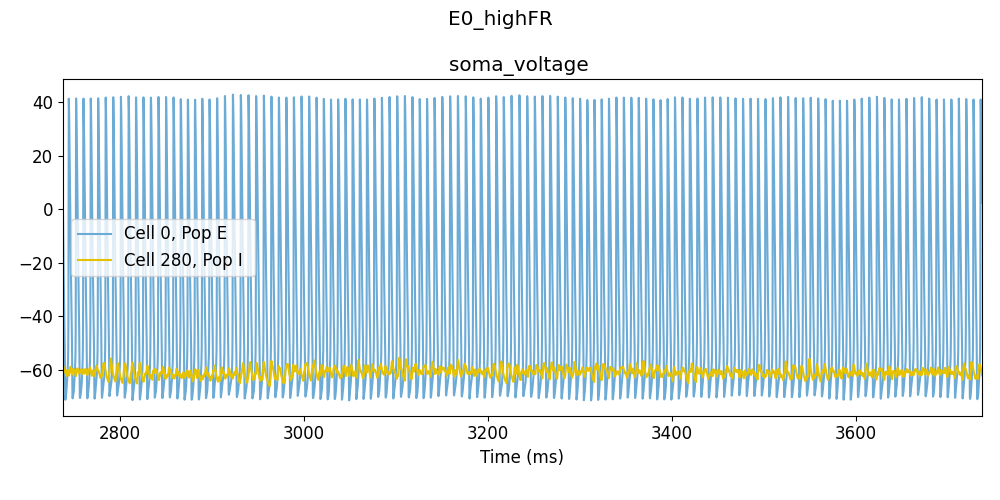 E0_highFR
soma_voltage
40
20
0
−20
−40
−60
Cell 0, Pop E
Cell 280, Pop I
2800 3000 3200 3400 3600
Time (ms)